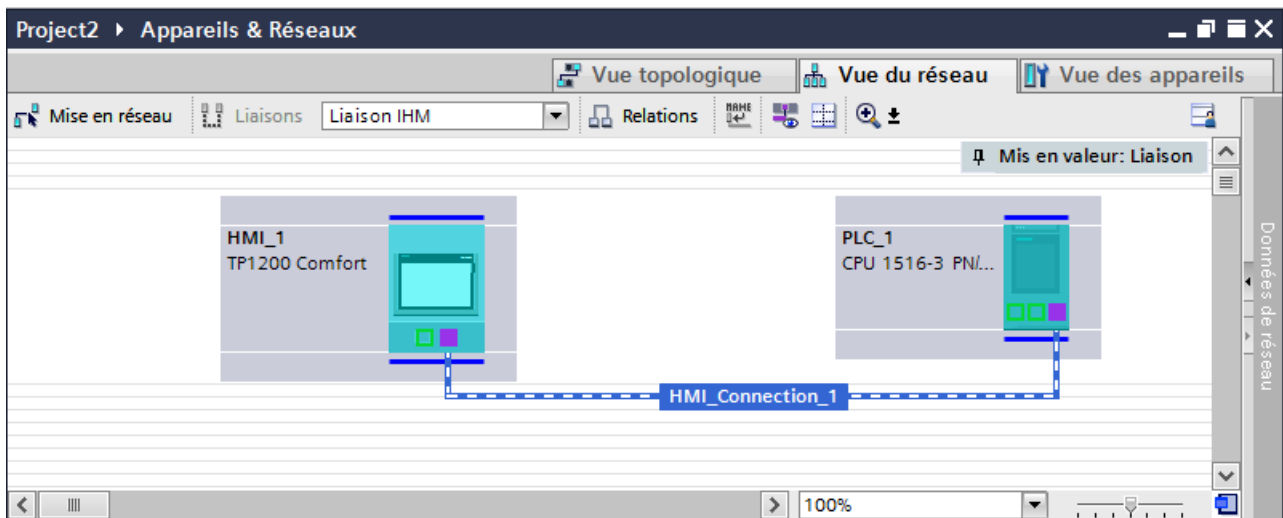 Project2 ▸ Appareils & Réseaux
Vue topologique
Vue du réseau
Vue des appareils
Mise en réseau
Liaisons
Liaison IHM
Relations
NAME
Mis en valeur: Liaison
HMI_1
TP1200 Comfort
PLC_1
CPU 1516-3 PN/...
HMI_Connection_1
Données de réseau
100%